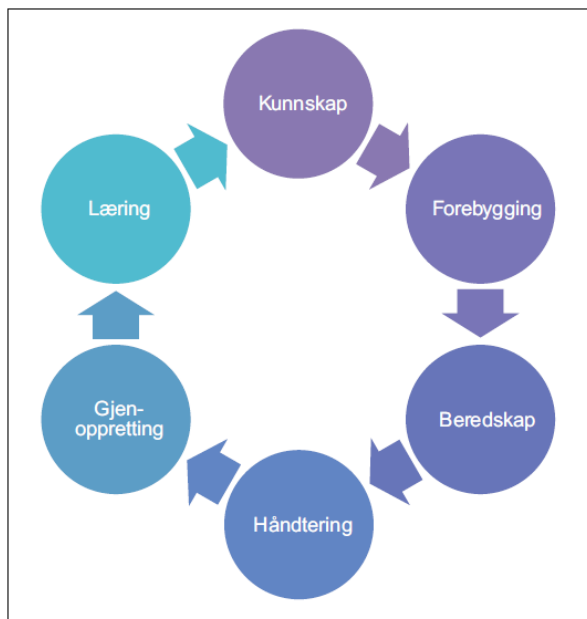 Kunnskap
Forebygging
Beredskap
Håndtering
Gjen-
oppretting
Læring